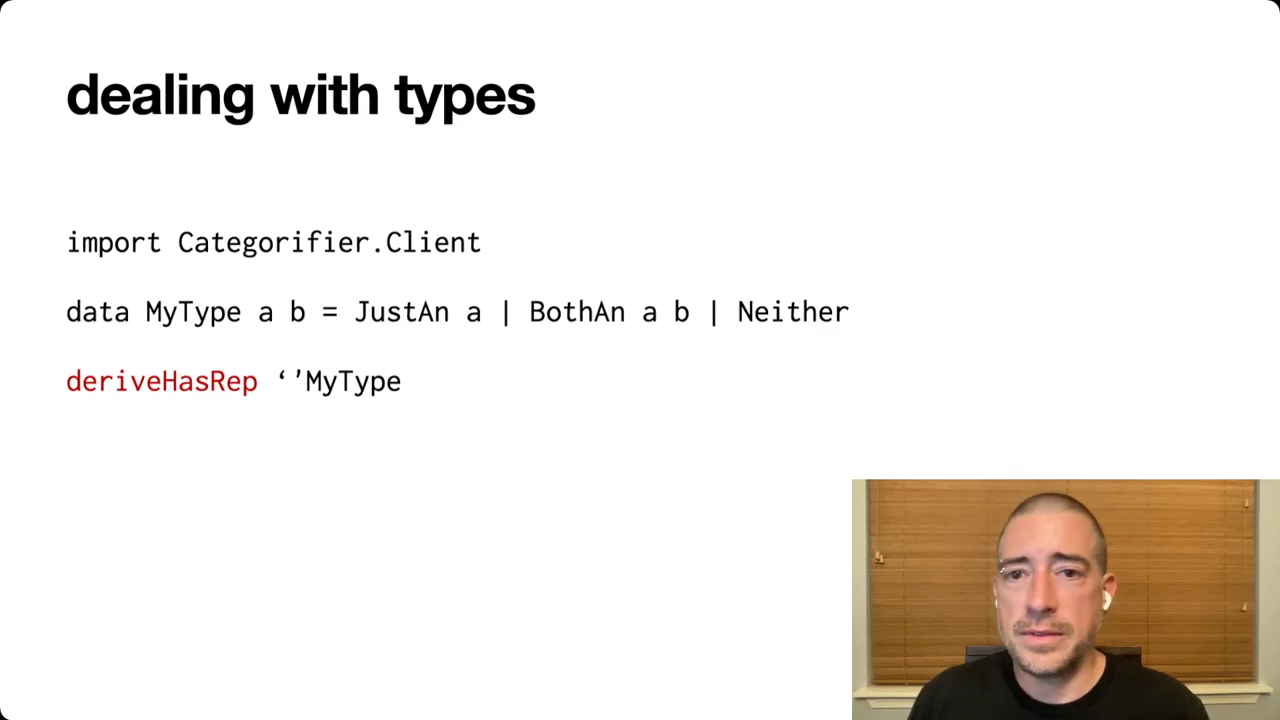 dealing with types
import Categorifier.Client
data MyType a b = JustAn a | BothAn a b | Neither
deriveHasRep ‘’MyType